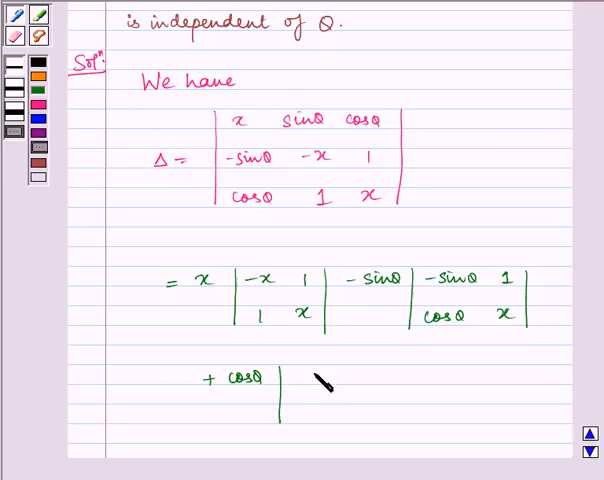 is independent of θ.
Solⁿ:
We have
x sinθ cosθ
Δ = -sinθ -x 1
cosθ 1 x
= x | -x 1 | - sinθ | -sinθ 1 |
| 1 x | | cosθ x |
+ cosθ |